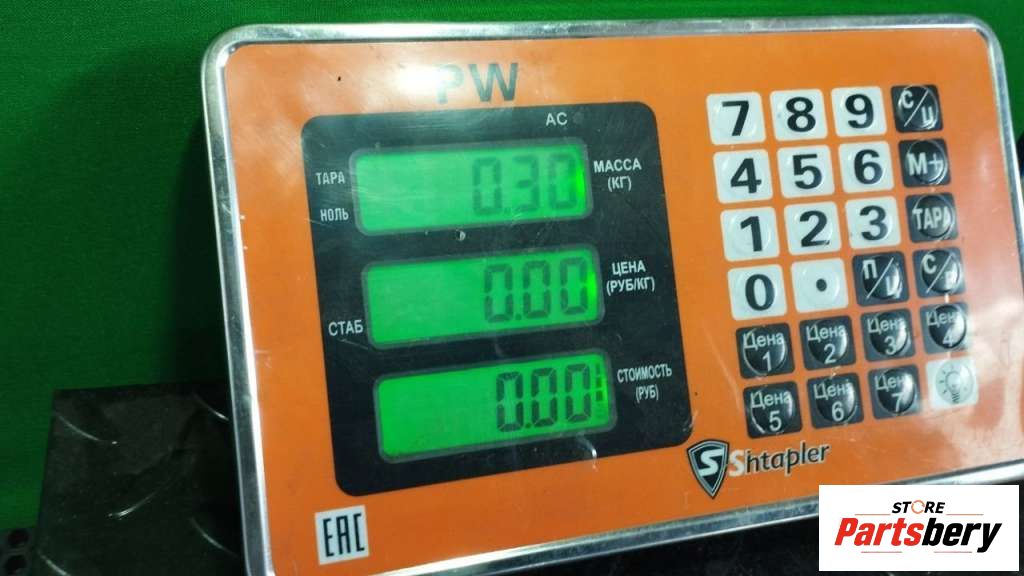 PW
AC
ТАРА
0.30
МАССА
(КГ)
НОЛЬ
0.00
ЦЕНА
(РУБ/КГ)
СТАБ
0.00
СТОИМОСТЬ
(РУБ)
7 8 9 С/Ц
4 5 6 М+
1 2 3 ТАРА
0 .
Цена 1 Цена 2 Цена 3 Цена 4
Цена 5 Цена 6 Цена 7
S Shtapler
EAC
STORE
Partsbery